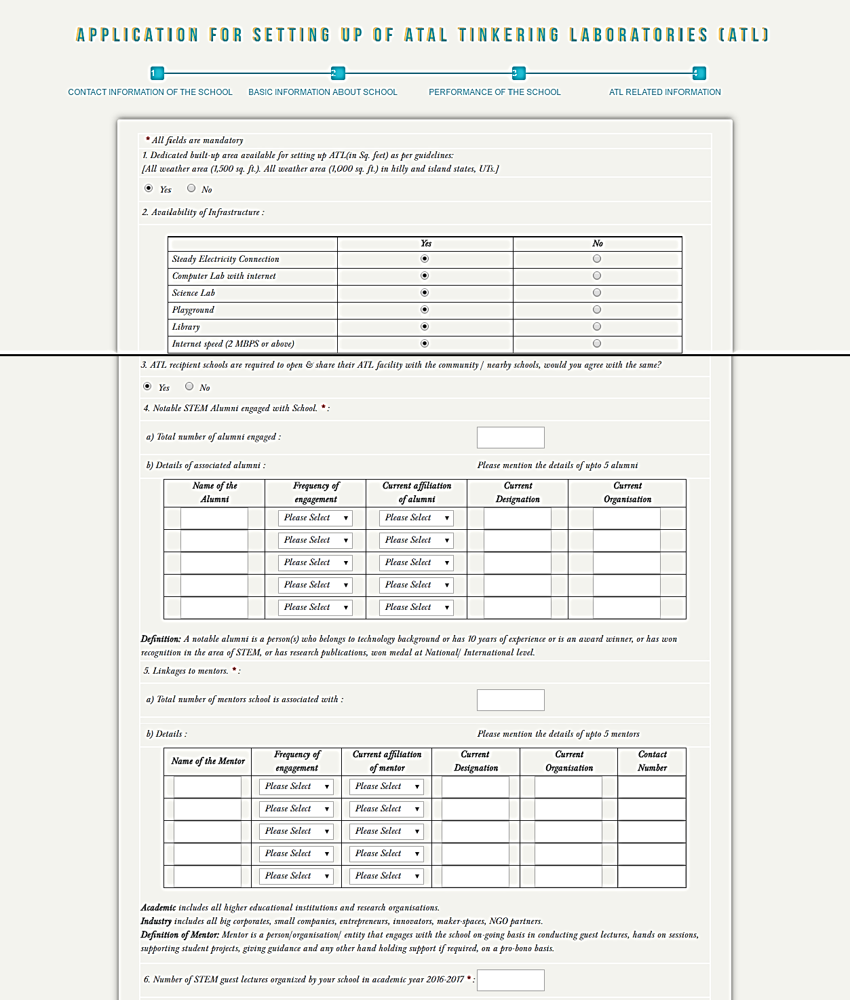 APPLICATION FOR SETTING UP OF ATAL TINKERING LABORATORIES (ATL)
1 2 3 4
CONTACT INFORMATION OF THE SCHOOL BASIC INFORMATION ABOUT SCHOOL PERFORMANCE OF THE SCHOOL ATL RELATED INFORMATION
* All fields are mandatory
1. Dedicated built-up area available for setting up ATL(in Sq. feet) as per guidelines:
[All weather area (1,500 sq. ft.). All weather area (1,000 sq. ft.) in hilly and island states, UTs.]
Yes No
2. Availability of Infrastructure :
Yes No
Steady Electricity Connection
Computer Lab with internet
Science Lab
Playground
Library
Internet speed (2 MBPS or above)
3. ATL recipient schools are required to open & share their ATL facility with the community / nearby schools, would you agree with the same?
Yes No
4. Notable STEM Alumni engaged with School. * :
a) Total number of alumni engaged :
b) Details of associated alumni : Please mention the details of upto 5 alumni
Name of the Frequency of Current affiliation Current Current
Alumni engagement of alumni Designation Organisation
Please Select Please Select
Please Select Please Select
Please Select Please Select
Please Select Please Select
Please Select Please Select
Definition: A notable alumni is a person(s) who belongs to technology background or has 10 years of experience or is an award winner, or has won
recognition in the area of STEM, or has research publications, won medal at National/ International level.
5. Linkages to mentors. * :
a) Total number of mentors school is associated with :
b) Details : Please mention the details of upto 5 mentors
Name of the Mentor Frequency of Current affiliation Current Current Contact
engagement of mentor Designation Organisation Number
Please Select Please Select
Please Select Please Select
Please Select Please Select
Please Select Please Select
Please Select Please Select
Academic includes all higher educational institutions and research organisations.
Industry includes all big corporates, small companies, entrepreneurs, innovators, maker-spaces, NGO partners.
Definition of Mentor: Mentor is a person/organisation/ entity that engages with the school on-going basis in conducting guest lectures, hands on sessions,
supporting student projects, giving guidance and any other hand holding support if required, on a pro-bono basis.
6. Number of STEM guest lectures organized by your school in academic year 2016-2017 * :